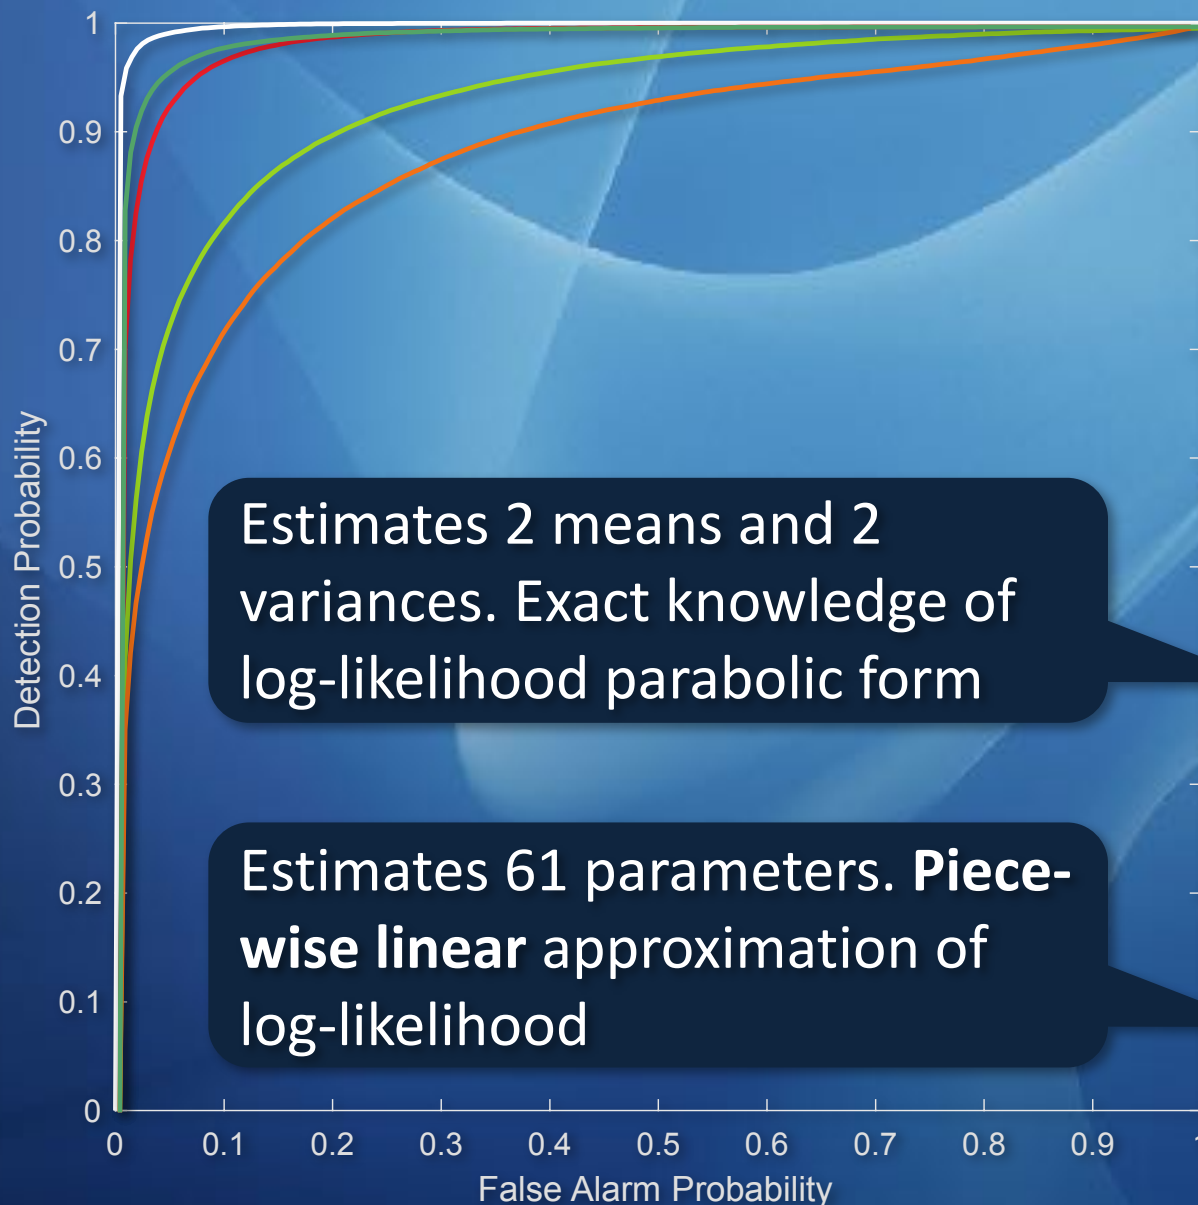 1
0.9
0.8
0.7
0.6
0.5
0.4
0.3
0.2
0.1
0
Detection Probability
Estimates 2 means and 2
variances. Exact knowledge of
log-likelihood parabolic form
Estimates 61 parameters. Piece-
wise linear approximation of
log-likelihood
0 0.1 0.2 0.3 0.4 0.5 0.6 0.7 0.8 0.9
False Alarm Probability